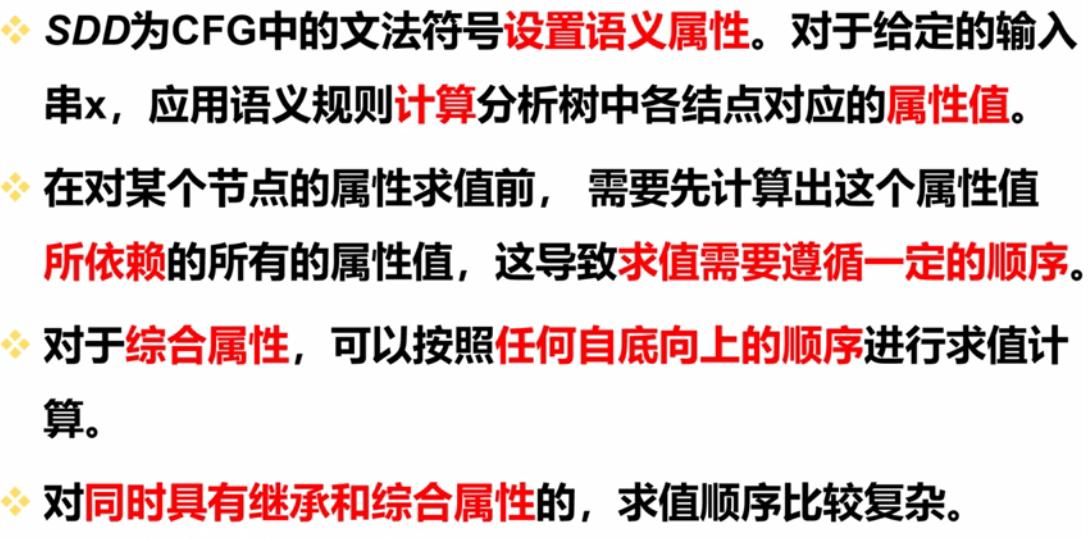 SDD为CFG中的文法符号设置语义属性。对于给定的输入
串x，应用语义规则计算分析树中各结点对应的属性值。
在对某个节点的属性求值前， 需要先计算出这个属性值
所依赖的所有的属性值，这导致求值需要遵循一定的顺序。
对于综合属性，可以按照任何自底向上的顺序进行求值计
算。
对同时具有继承和综合属性的，求值顺序比较复杂。